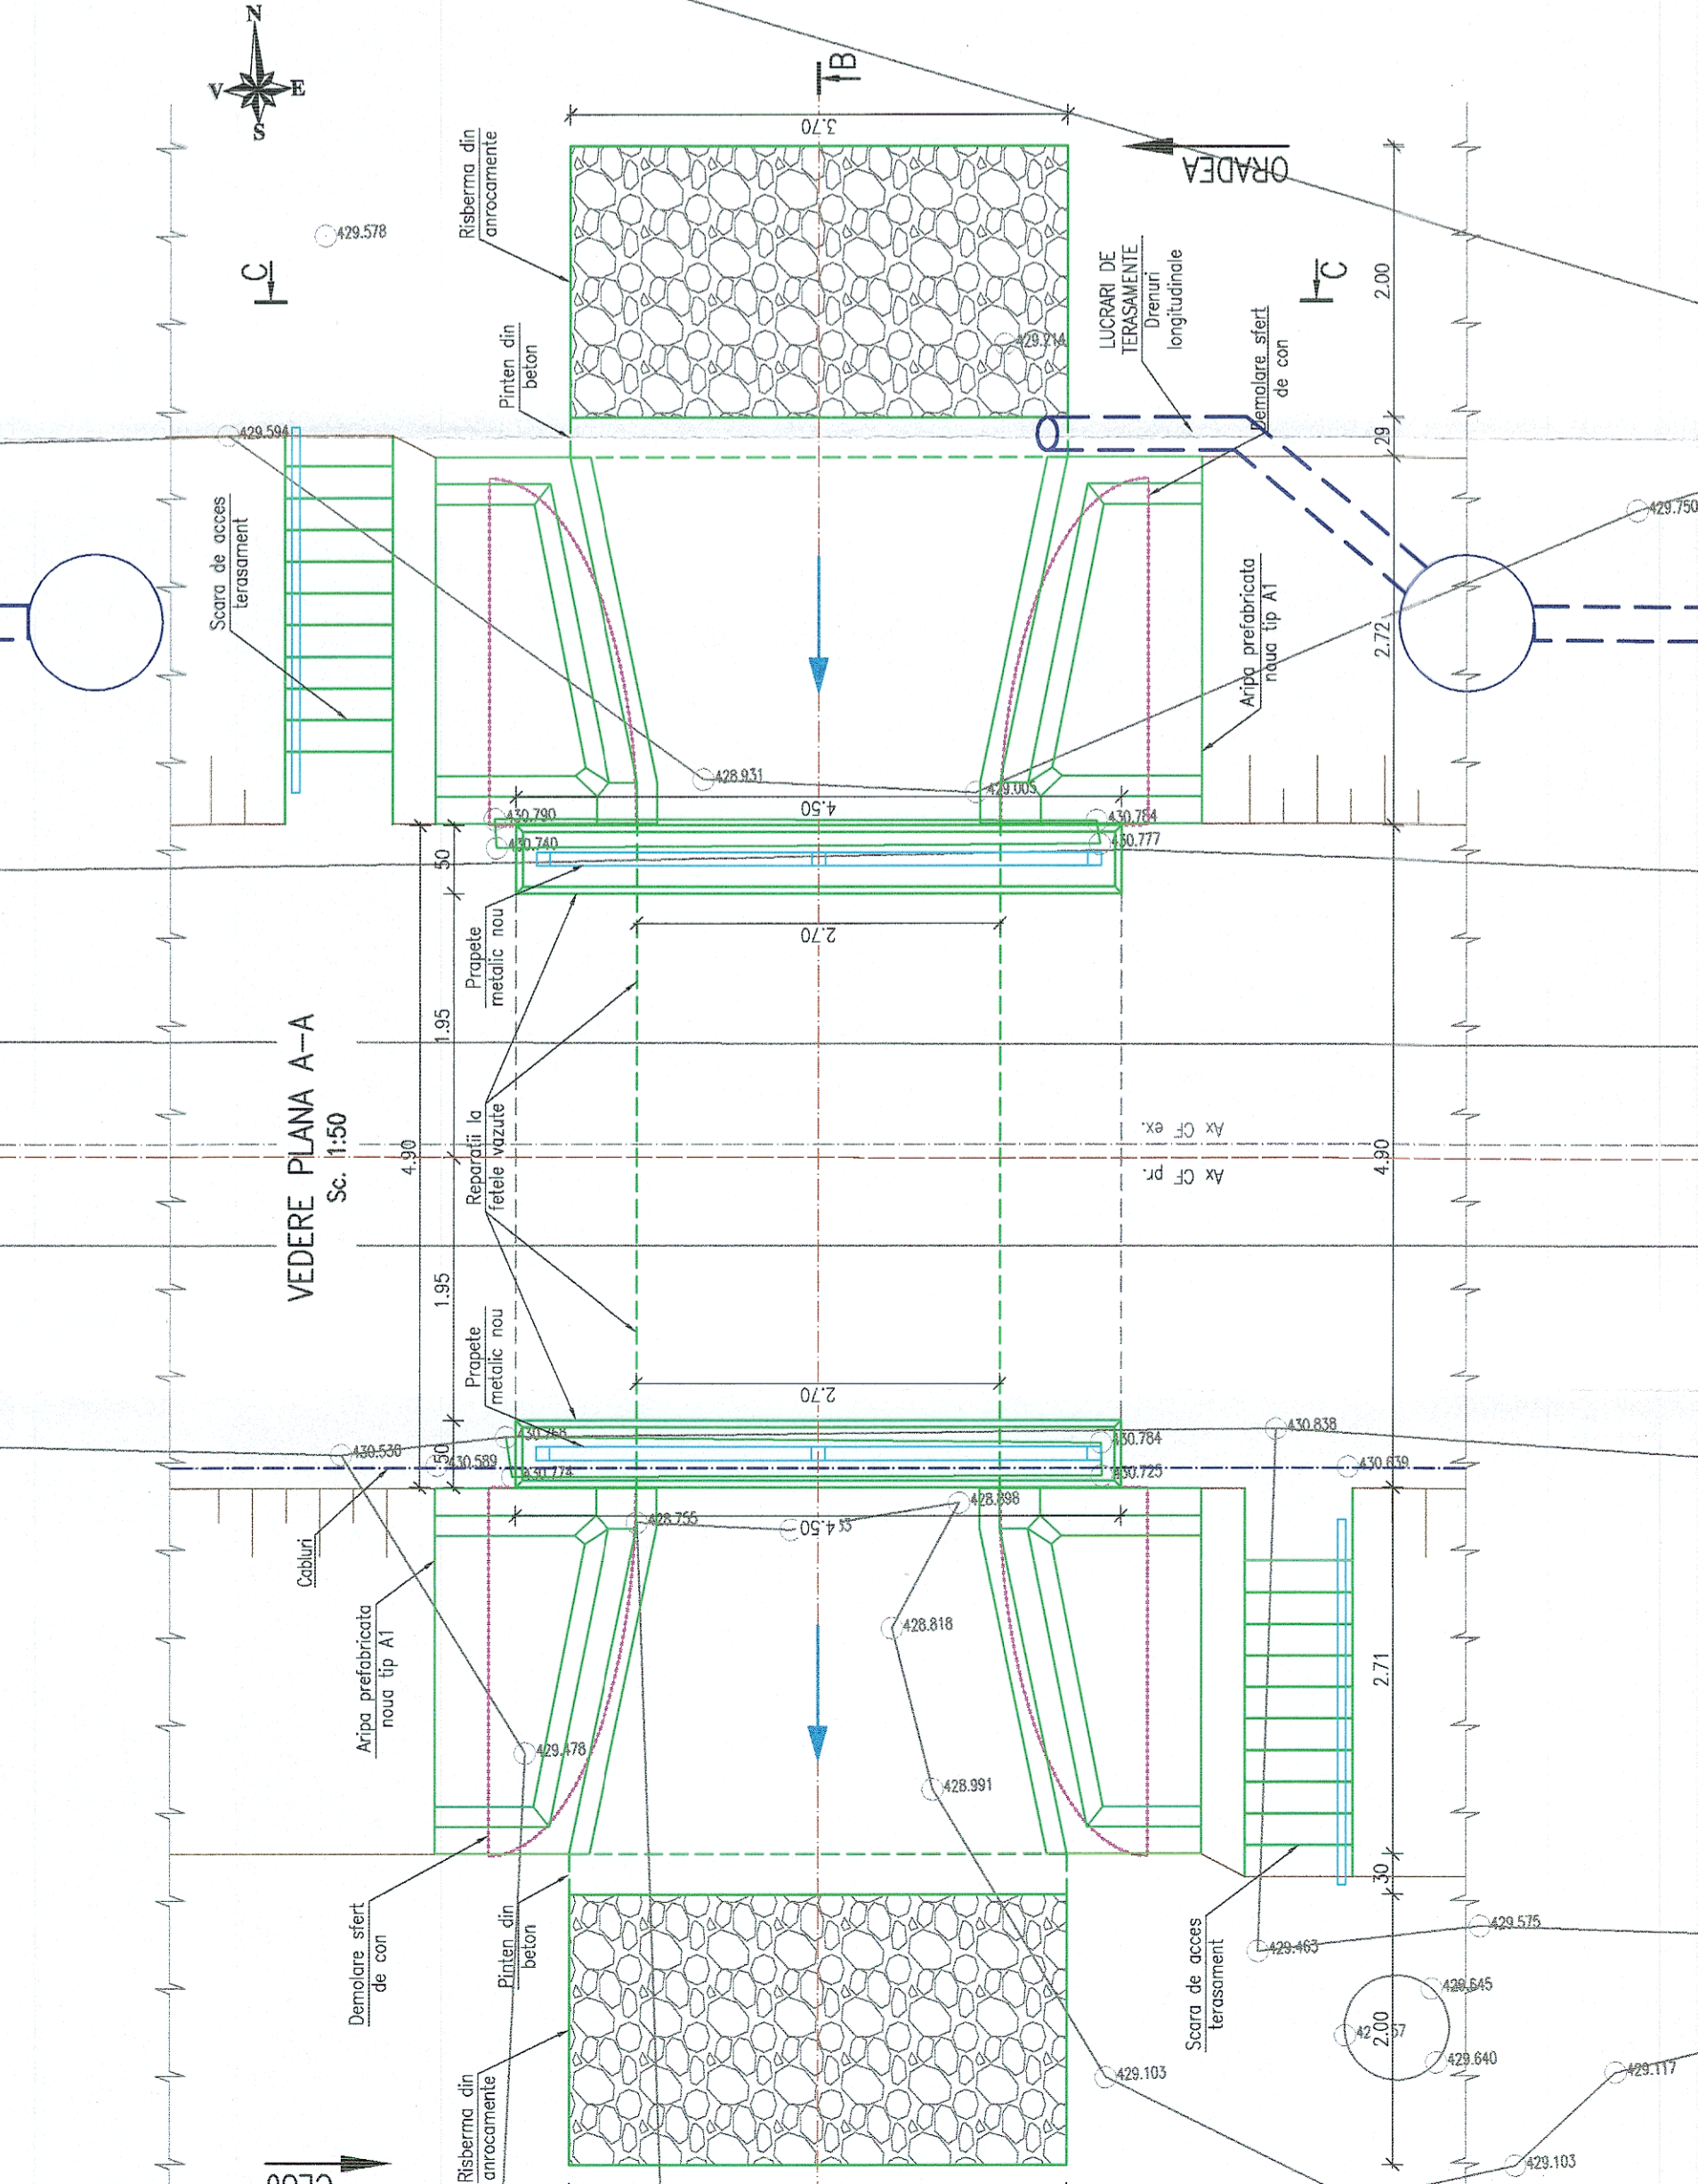 N
V
E
S
B
3.70
Risberma din
anrocamente
ORADEA
429.578
C
C
2.00
LUCRARI DE
TERASAMENTE
Drenuri
longitudinale
Demolare sfert
de con
Pinten din
beton
429.214
429.594
29
429.750
Scara de acces
terasament
2.72
Aripa prefabricata
noua tip A1
428.931
429.005
4.50
430.790
430.784
430.740
430.777
50
Prapete
metalic nou
2.70
1.95
VEDERE PLANA A-A
Sc. 1:50
4.90
Reparatii la
fetele vazute
Ax CF ex.
Ax CF pr.
4.90
1.95
Prapete
metalic nou
2.70
430.838
430.768
430.784
430.589
50
430.774
430.725
430.639
428.898
428.755
4.50
Cabluri
Aripa prefabricata
noua tip A1
428.818
2.71
429.478
428.991
Demolare sfert
de con
Pinten din
beton
30
Scara de acces
terasament
429.463
429.575
429.645
2.00
429.640
429.103
429.117
Risberma din
anrocamente
429.103